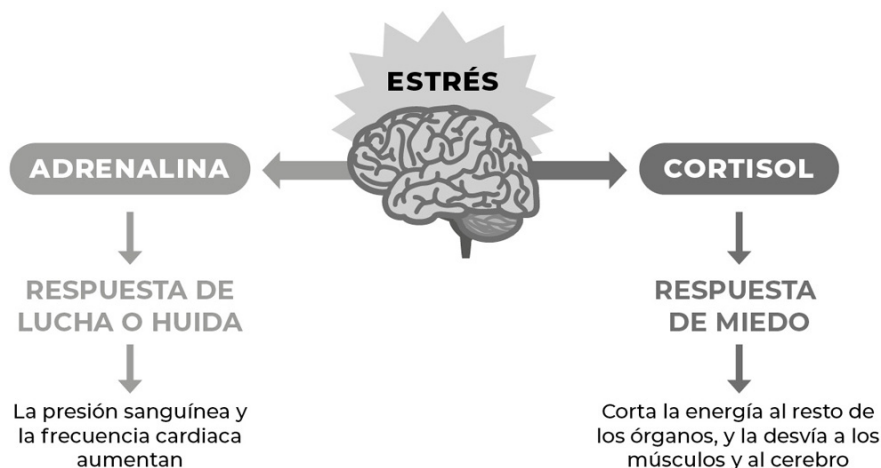 ESTRÉS
ADRENALINA
CORTISOL
RESPUESTA DE
LUCHA O HUIDA
RESPUESTA
DE MIEDO
La presión sanguínea y
la frecuencia cardiaca
aumentan
Corta la energía al resto de
los órganos, y la desvía a los
músculos y al cerebro